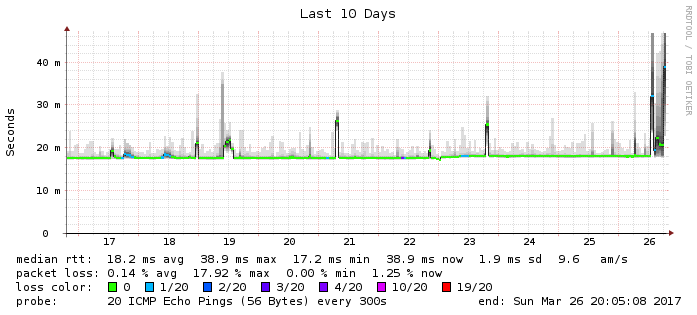 Last 10 Days
RRDTOOL / TOBI OETIKER
Seconds
40 m
30 m
20 m
10 m
0
17 18 19 20 21 22 23 24 25 26
median rtt: 18.2 ms avg 38.9 ms max 17.2 ms min 38.9 ms now 1.9 ms sd 9.6 am/s
packet loss: 0.14 % avg 17.92 % max 0.00 % min 1.25 % now
loss color: 0 1/20 2/20 3/20 4/20 10/20 19/20
probe: 20 ICMP Echo Pings (56 Bytes) every 300s end: Sun Mar 26 20:05:08 2017